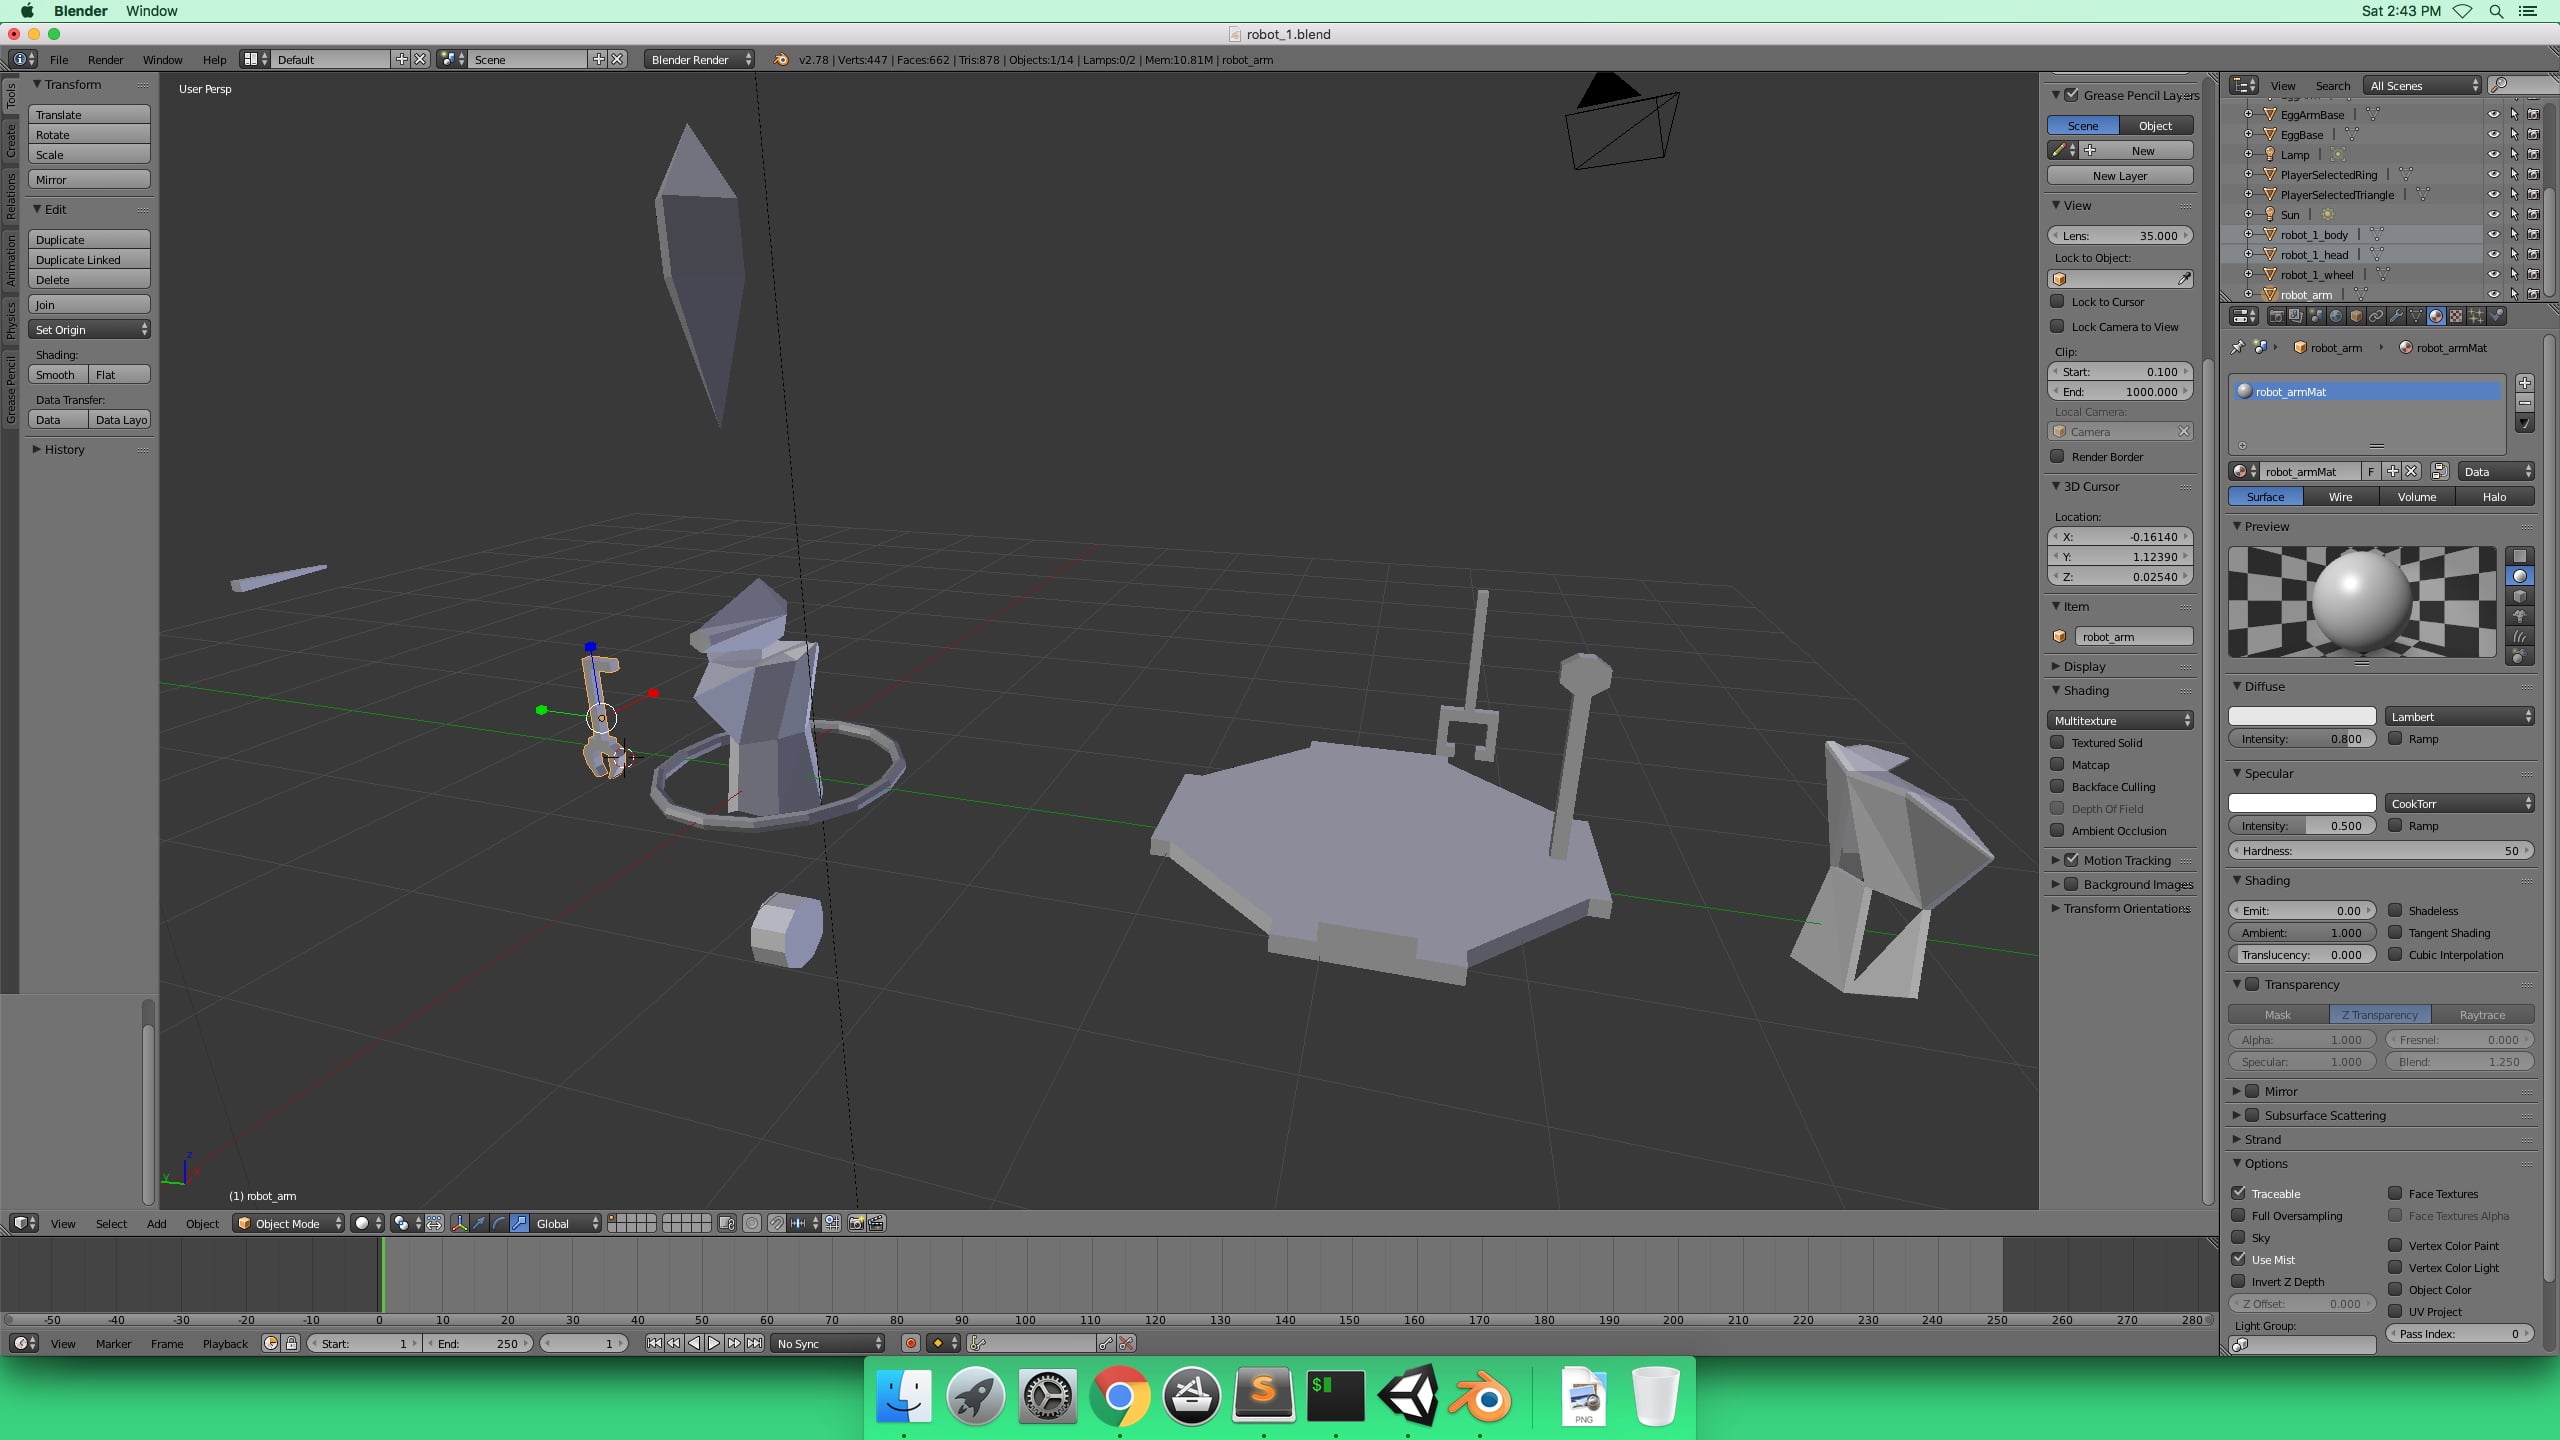 Blender Window Sat 2:43 PM
robot_1.blend
File Render Window Help Default Scene Blender Render v2.78 | Verts:447 | Faces:662 | Tris:878 | Objects:1/14 | Lamps:0/2 | Mem:10.81M | robot_arm
Tools
Create
Relations
Animation
Physics
Grease Pencil
Transform
Translate
Rotate
Scale
Mirror
Edit
Duplicate
Duplicate Linked
Delete
Join
Set Origin
Shading:
Smooth Flat
Data Transfer:
Data Data Layo
History
User Persp
(1) robot_arm
z
y
Grease Pencil Layers
Scene Object
New
New Layer
View
Lens: 35.000
Lock to Object:
Lock to Cursor
Lock Camera to View
Clip:
Start: 0.100
End: 1000.000
Local Camera:
Camera
Render Border
3D Cursor
Location:
X: -0.16140
Y: 1.12390
Z: 0.02540
Item
robot_arm
Display
Shading
Multitexture
Textured Solid
Matcap
Backface Culling
Depth Of Field
Ambient Occlusion
Motion Tracking
Background Images
Transform Orientations
View Search All Scenes
EggArmBase
EggBase
Lamp
PlayerSelectedRing
PlayerSelectedTriangle
Sun
robot_1_body
robot_1_head
robot_1_wheel
robot_arm
robot_arm robot_armMat
robot_armMat
robot_armMat F Data
Surface Wire Volume Halo
Preview
Diffuse
Lambert
Intensity: 0.800 Ramp
Specular
CookTorr
Intensity: 0.500 Ramp
Hardness: 50
Shading
Emit: 0.00 Shadeless
Ambient: 1.000 Tangent Shading
Translucency: 0.000 Cubic Interpolation
Transparency
Mask Z Transparency Raytrace
Alpha: 1.000 Fresnel: 0.000
Specular: 1.000 Blend: 1.250
Mirror
Subsurface Scattering
Strand
Options
Traceable Face Textures
Full Oversampling Face Textures Alpha
Sky Vertex Color Paint
Use Mist Vertex Color Light
Invert Z Depth Object Color
Z Offset: 0.000 UV Project
Light Group: Pass Index: 0
View Select Add Object Object Mode Global
-50 -40 -30 -20 -10 0 10 20 30 40 50 60 70 80 90 100 110 120 130 140 150 160 170 180 190 200 210 220 230 240 250 260 270 280
View Marker Frame Playback Start: 1 End: 250 1 No Sync
S
$
PNG